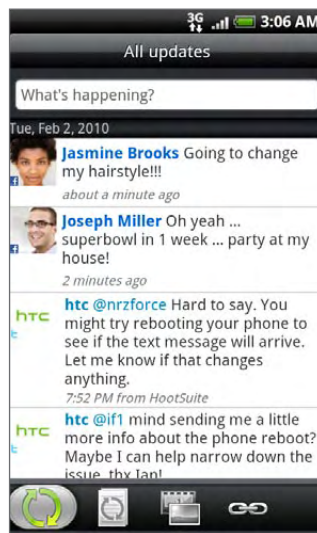 3G 3:06 AM
All updates
What's happening?
Tue, Feb 2, 2010
Jasmine Brooks Going to change
my hairstyle!!!
about a minute ago
Joseph Miller Oh yeah ...
superbowl in 1 week ... party at my
house!
2 minutes ago
htc
htc @nrzforce Hard to say. You
might try rebooting your phone to
see if the text message will arrive.
Let me know if that changes
anything.
7:52 PM from HootSuite
htc
htc @if1 mind sending me a little
more info about the phone reboot?
Maybe I can help narrow down the
issue. thx Ian!